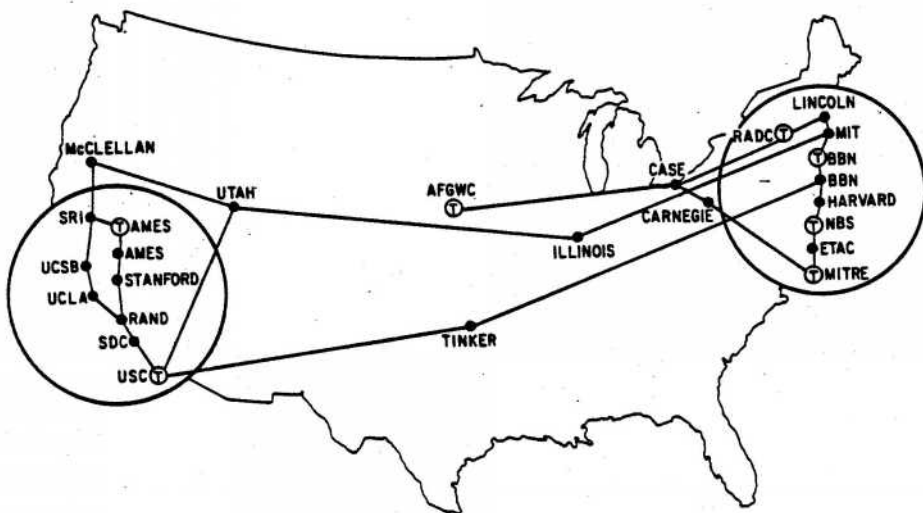 LINCOLN
RADC T
MIT
McCLELLAN
T BBN
CASE
BBN
UTAH
AFGWC
T
HARVARD
CARNEGIE
SRI
T AMES
T NBS
ILLINOIS
AMES
ETAC
UCSB
STANFORD
T MITRE
UCLA
RAND
SDC
TINKER
USC T